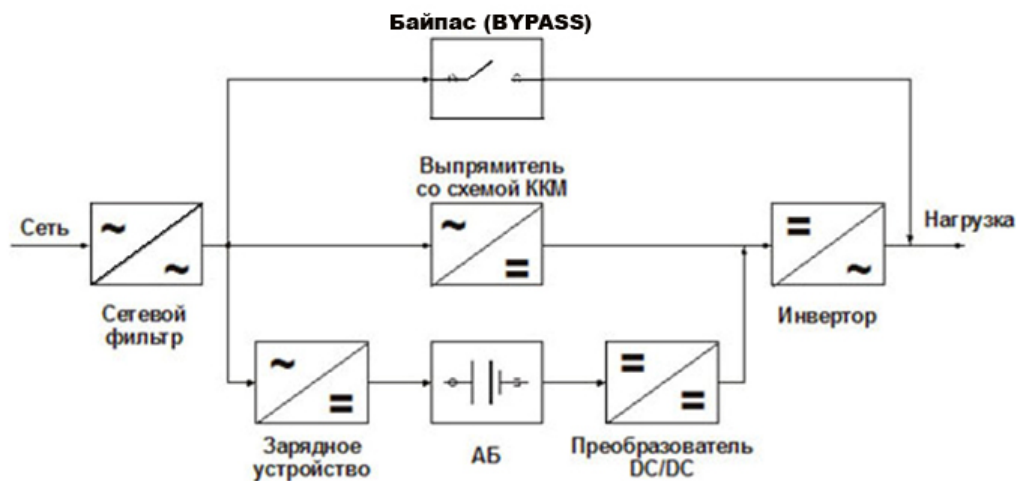 Байпас (BYPASS)
Выпрямитель
со схемой ККМ
Сеть
Нагрузка
Сетевой
фильтр
Инвертор
Зарядное
устройство
АБ
Преобразователь
DC/DC